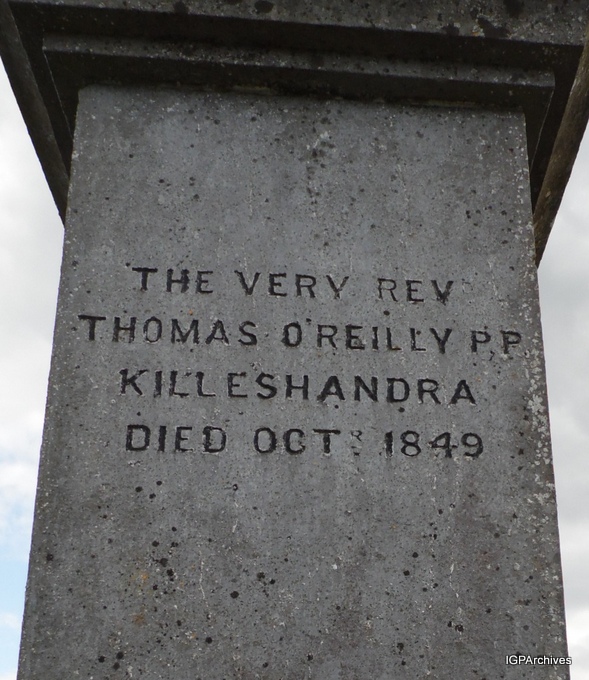 THE VERY REV
THOMAS O'REILLY P.P.
KILLESHANDRA
DIED OCT.R 1849
IGPArchives